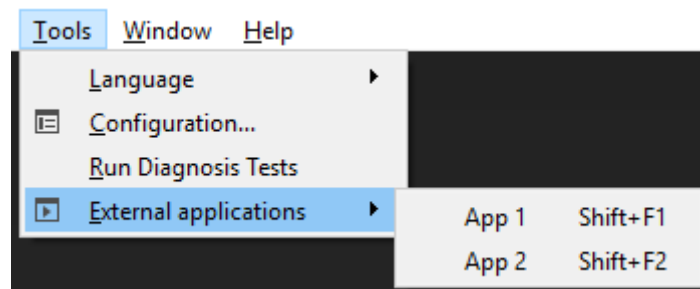 Tools Window Help
Language
Configuration...
Run Diagnosis Tests
External applications
App 1 Shift+F1
App 2 Shift+F2